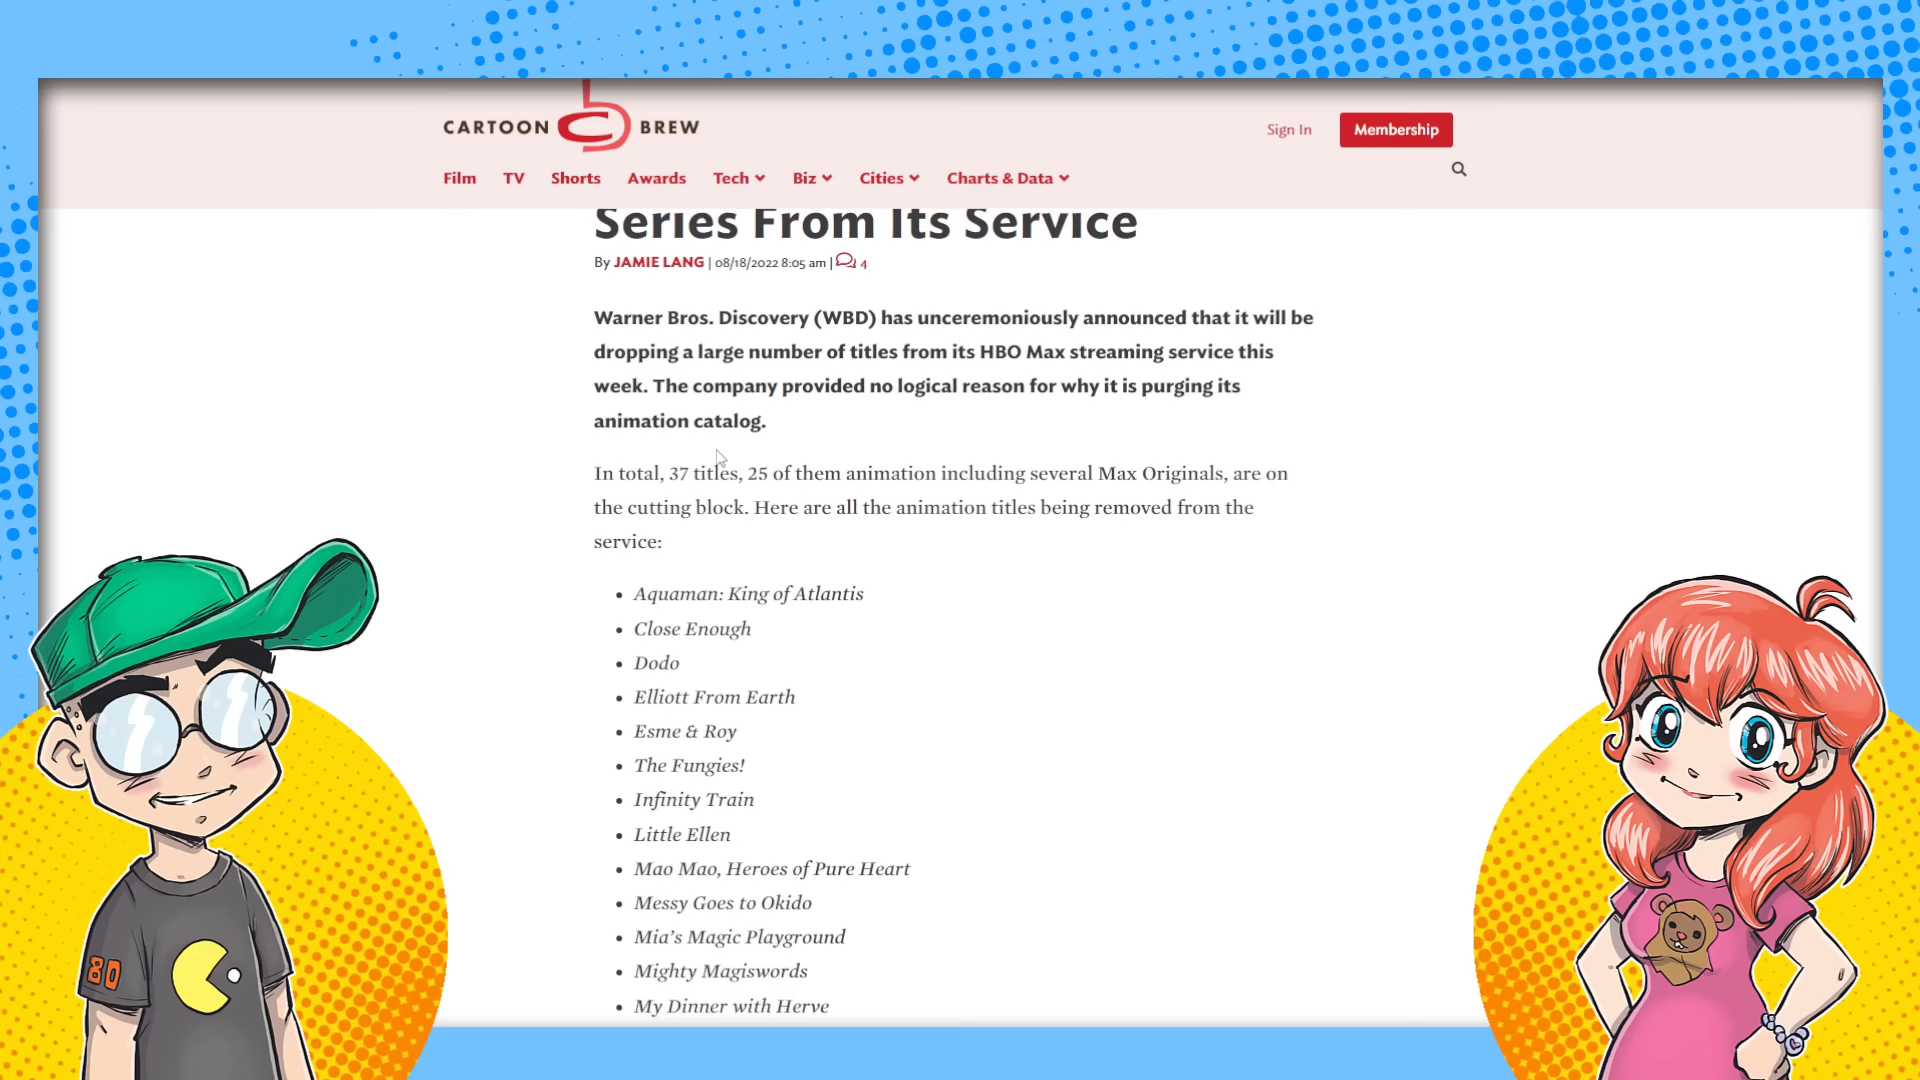 CARTOON BREW
Sign In
Membership
Film TV Shorts Awards Tech Biz Cities Charts & Data
Series From Its Service
By JAMIE LANG | 08/18/2022 8:05 am | 4
Warner Bros. Discovery (WBD) has unceremoniously announced that it will be
dropping a large number of titles from its HBO Max streaming service this
week. The company provided no logical reason for why it is purging its
animation catalog.
In total, 37 titles, 25 of them animation including several Max Originals, are on
the cutting block. Here are all the animation titles being removed from the
service:
• Aquaman: King of Atlantis
• Close Enough
• Dodo
• Elliott From Earth
• Esme & Roy
• The Fungies!
• Infinity Train
• Little Ellen
• Mao Mao, Heroes of Pure Heart
• Messy Goes to Okido
• Mia's Magic Playground
• Mighty Magiswords
• My Dinner with Herve
80